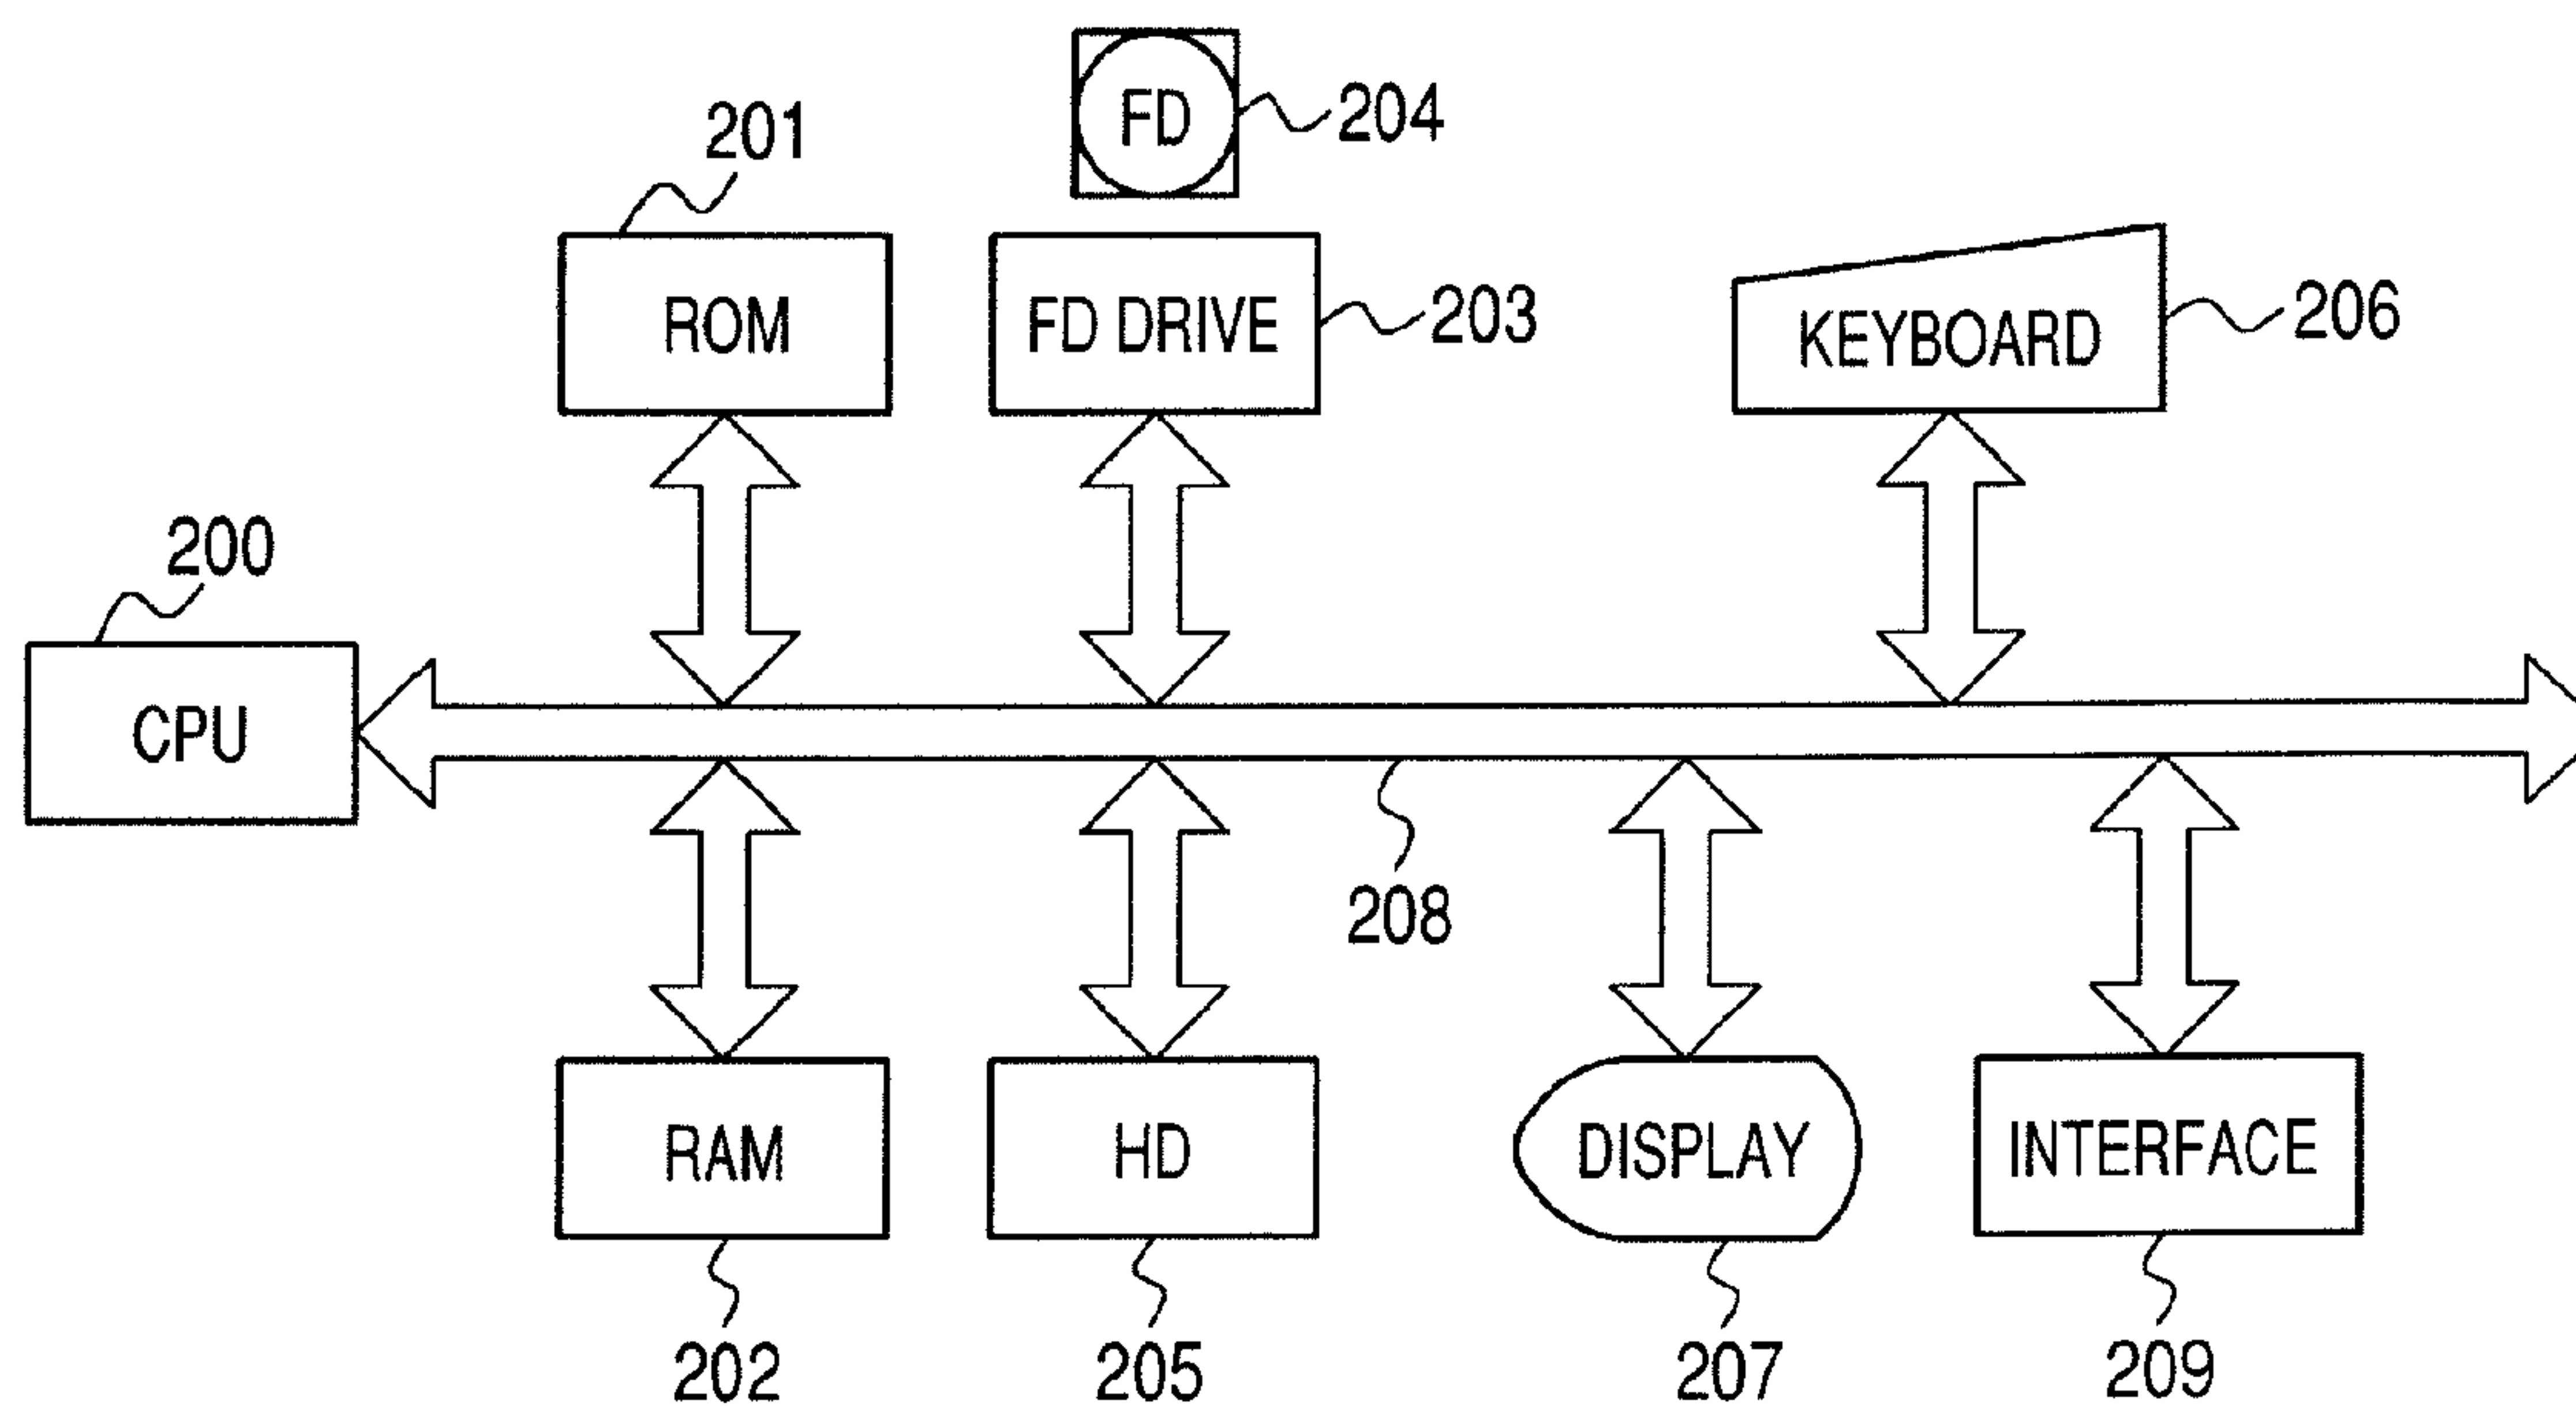 FD
204
201
ROM
FD DRIVE
203
KEYBOARD
206
200
CPU
208
RAM
HD
DISPLAY
INTERFACE
202
205
207
209